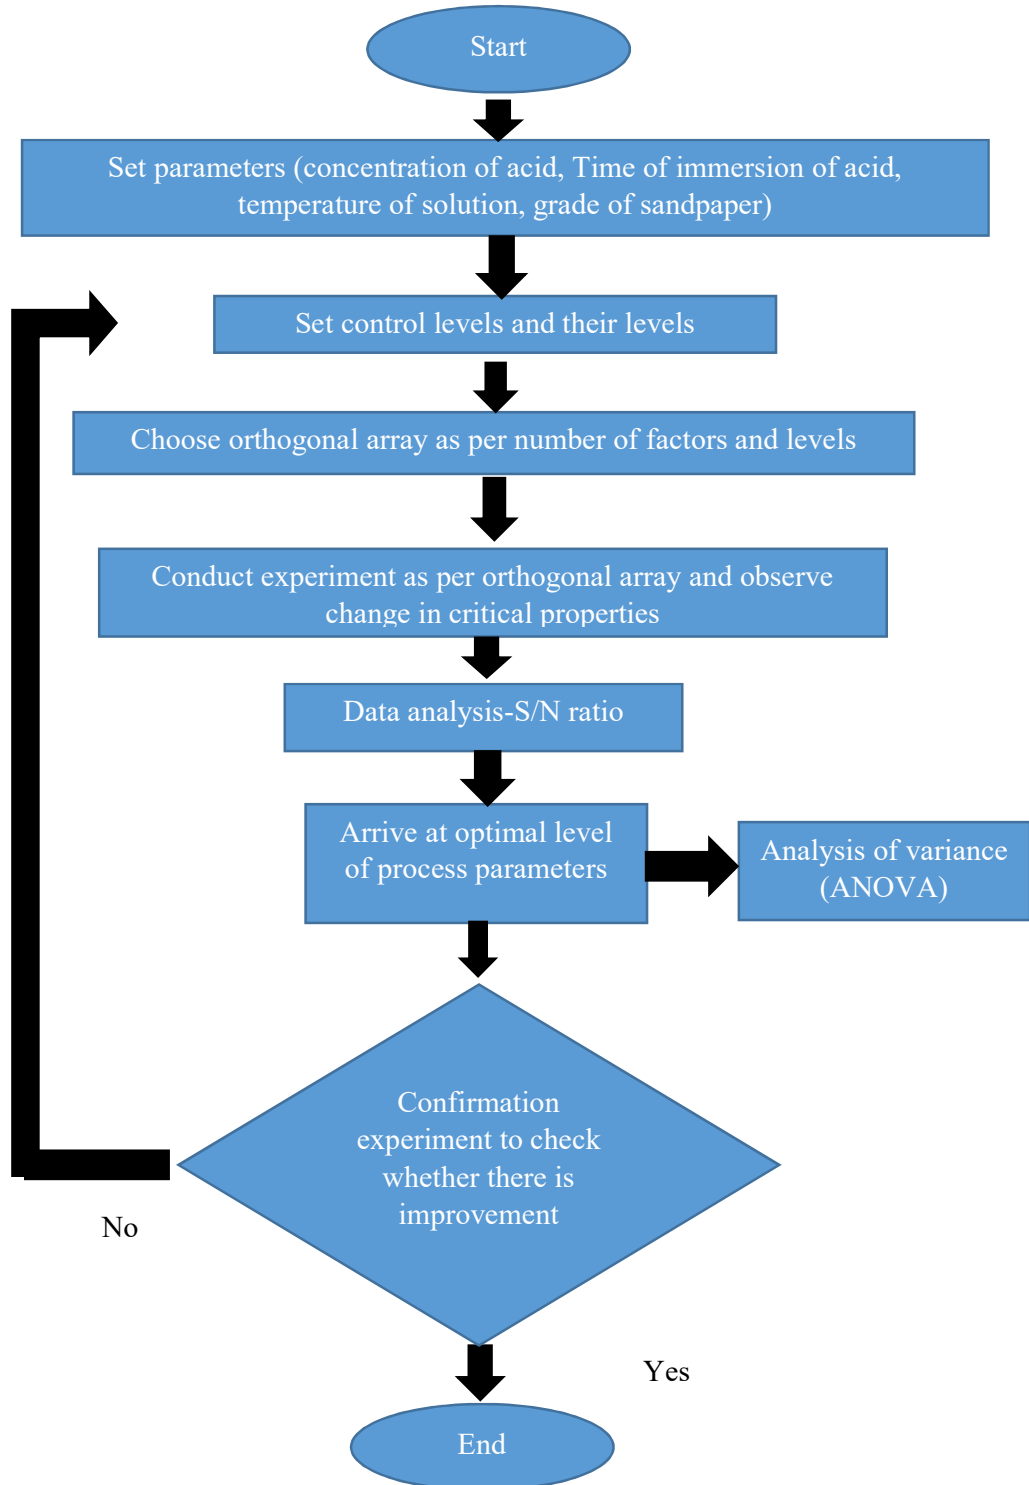 Start
Set parameters (concentration of acid, Time of immersion of acid,
temperature of solution, grade of sandpaper)
Set control levels and their levels
Choose orthogonal array as per number of factors and levels
Conduct experiment as per orthogonal array and observe
change in critical properties
Data analysis-S/N ratio
Arrive at optimal level
of process parameters
Analysis of variance
(ANOVA)
Confirmation
experiment to check
whether there is
improvement
No
Yes
End